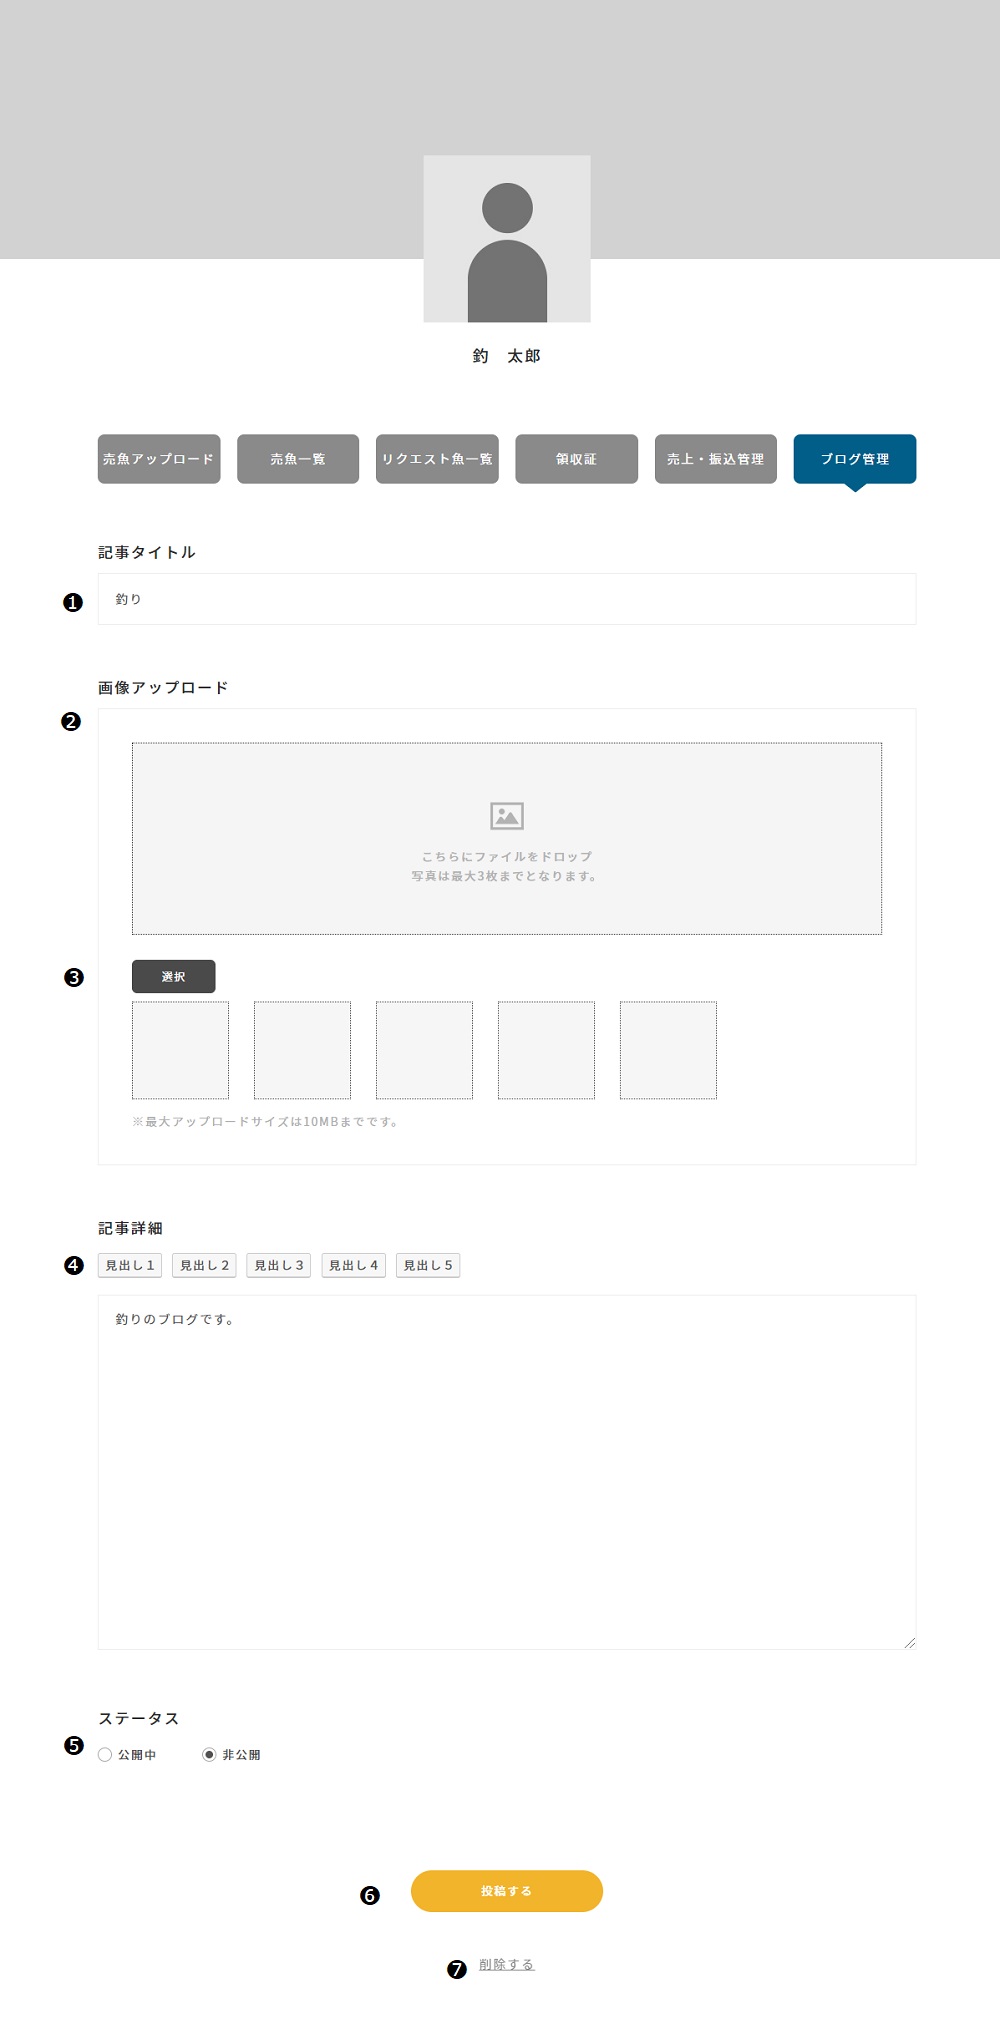 釣　太郎
売魚アップロード
売魚一覧
リクエスト魚一覧
領収証
売上・振込管理
ブログ管理
記事タイトル
❶
釣り
画像アップロード
❷
こちらにファイルをドロップ
写真は最大3枚までとなります。
❸
選択
※最大アップロードサイズは10MBまでです。
記事詳細
❹
見出し１
見出し２
見出し３
見出し４
見出し５
釣りのブログです。
ステータス
❺
公開中
非公開
❻
投稿する
❼
削除する